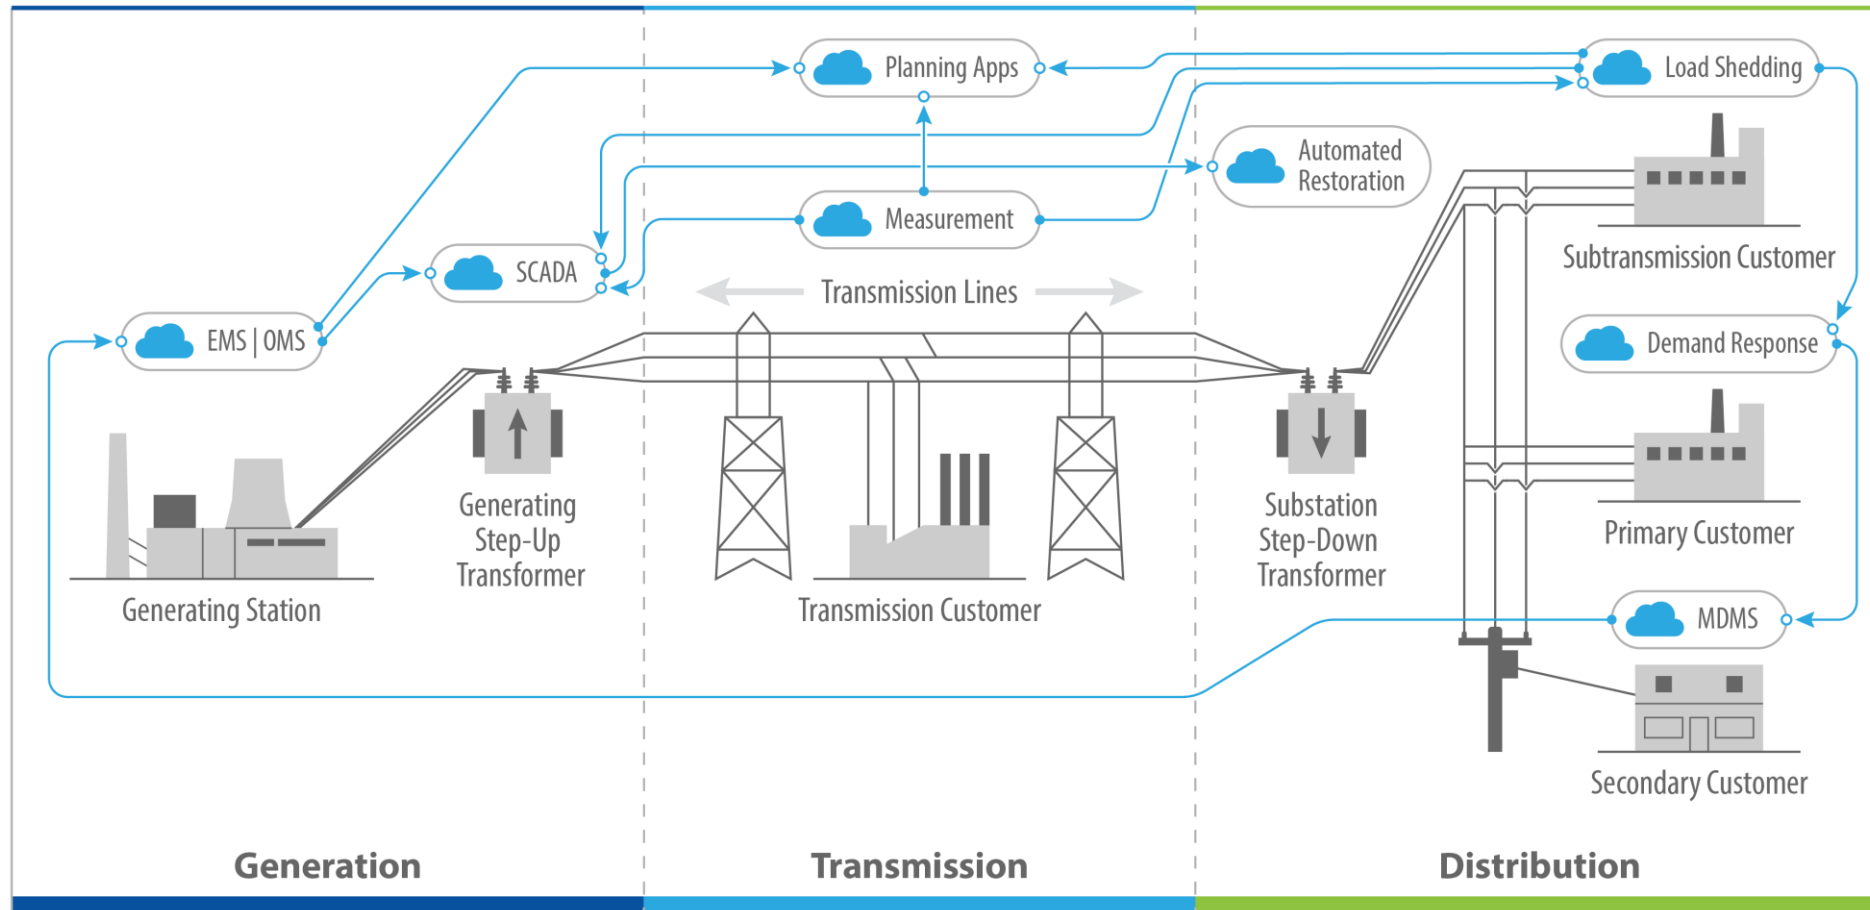 Planning Apps
Load Shedding
Automated
Restoration
Measurement
SCADA
Subtransmission Customer
Transmission Lines
EMS | OMS
Demand Response
Generating
Step-Up
Transformer
Substation
Step-Down
Transformer
Primary Customer
Generating Station
Transmission Customer
MDMS
Secondary Customer
Generation
Transmission
Distribution